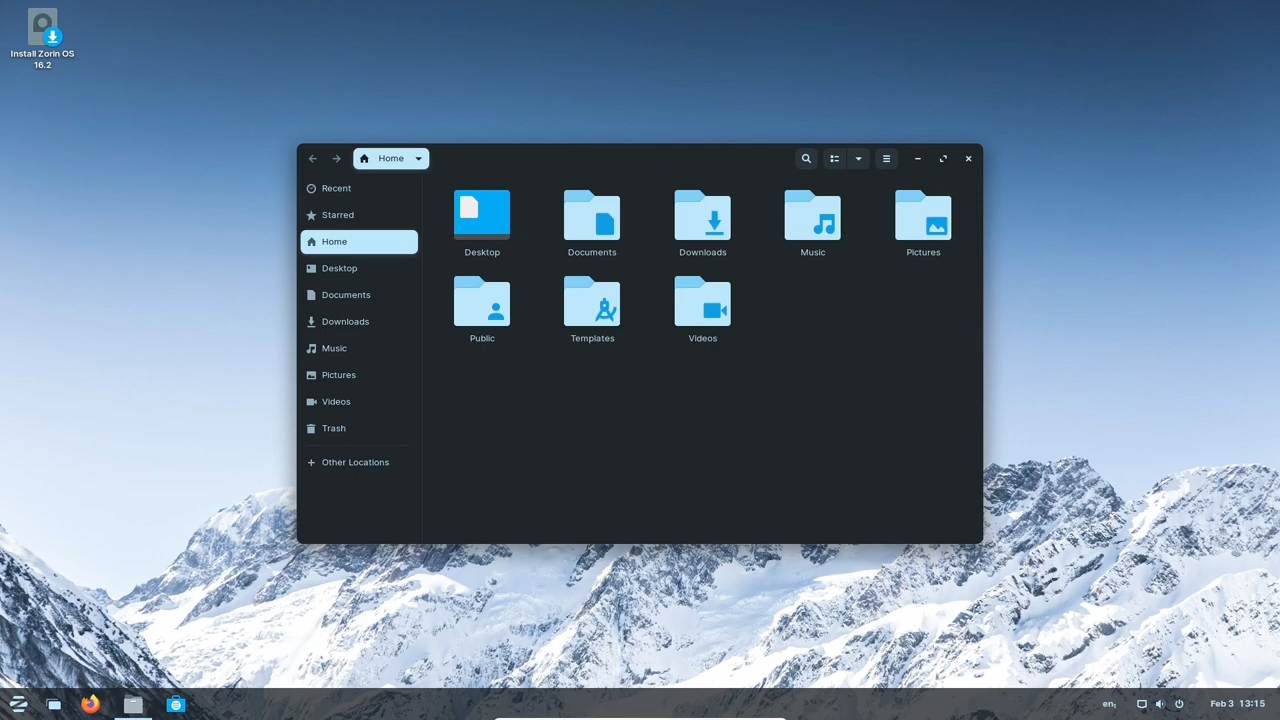 Install Zorin OS
16.2
Home
Recent
Starred
Home
Desktop
Documents
Downloads
Music
Pictures
Videos
Trash
Other Locations
Desktop
Documents
Downloads
Music
Pictures
Public
Templates
Videos
en₁
Feb 3 13:15